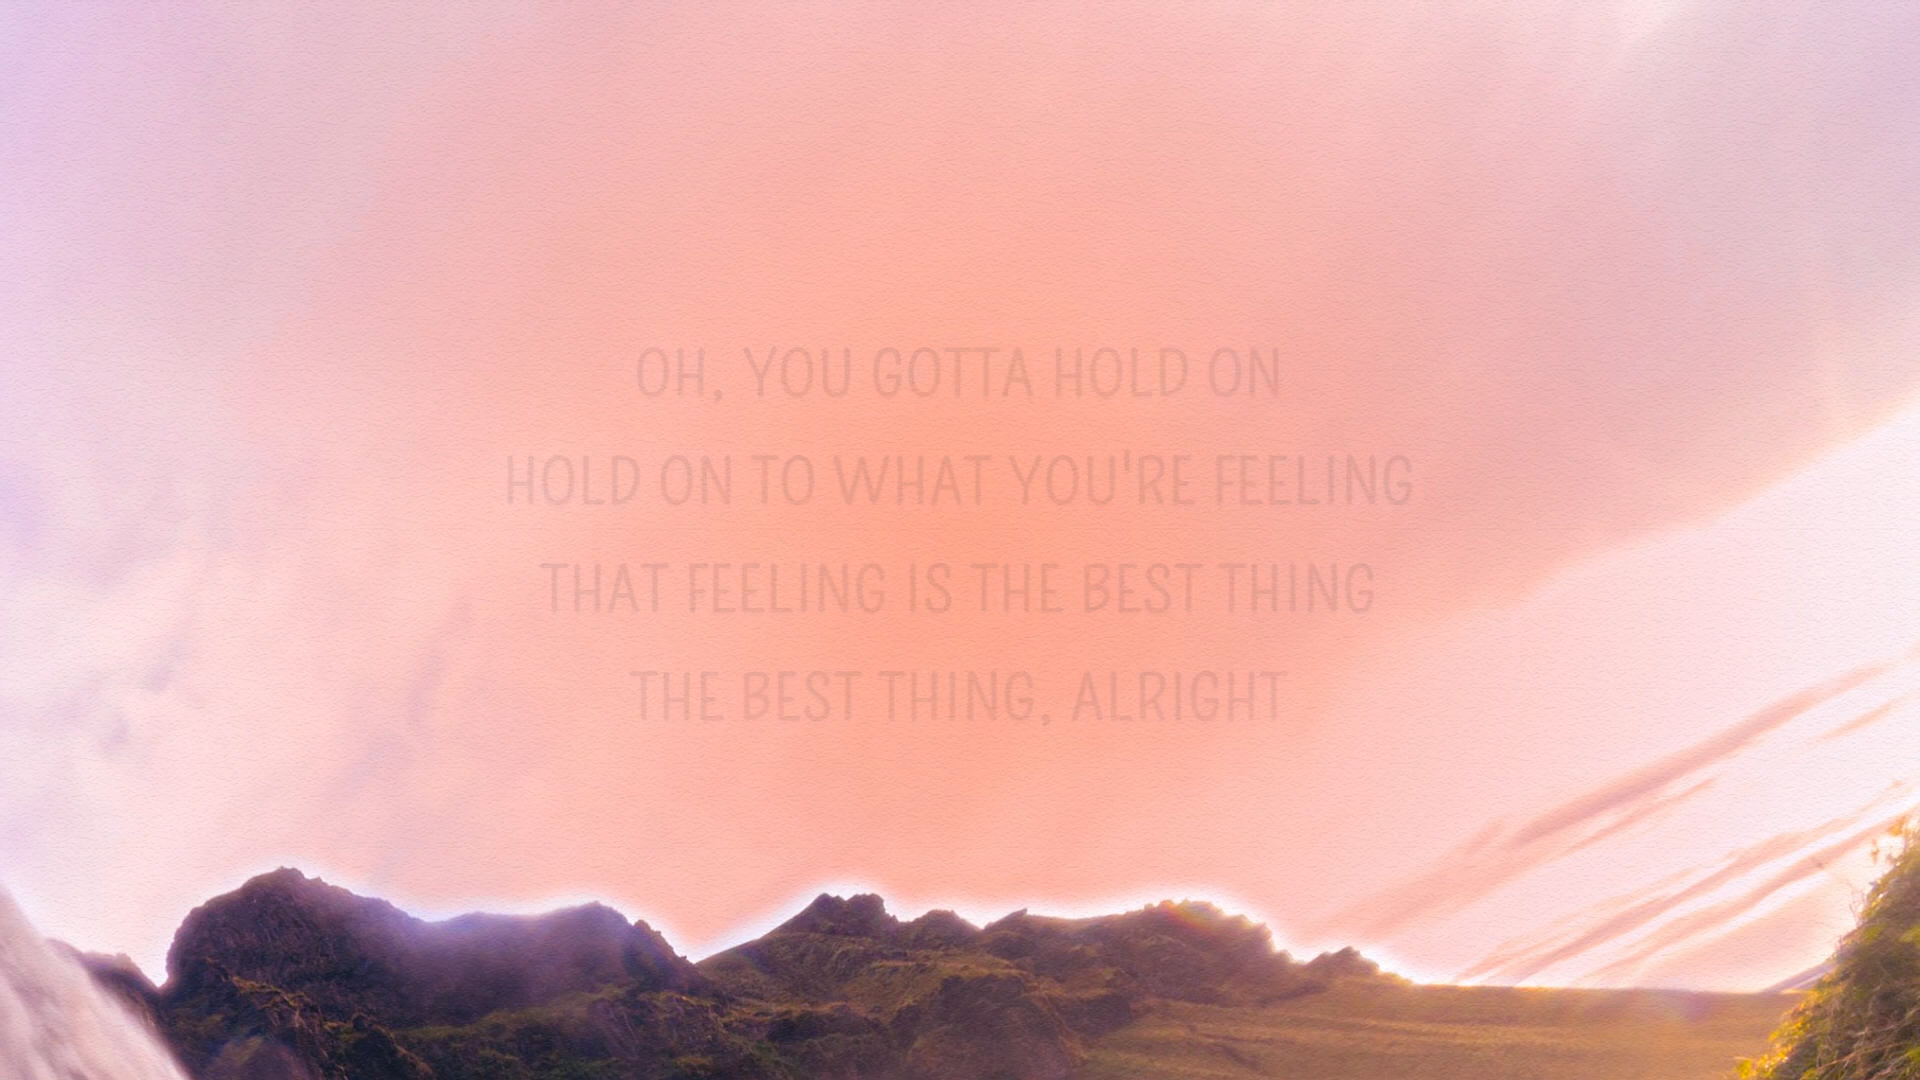 OH, YOU GOTTA HOLD ON
HOLD ON TO WHAT YOU'RE FEELING
THAT FEELING IS THE BEST THING
THE BEST THING, ALRIGHT